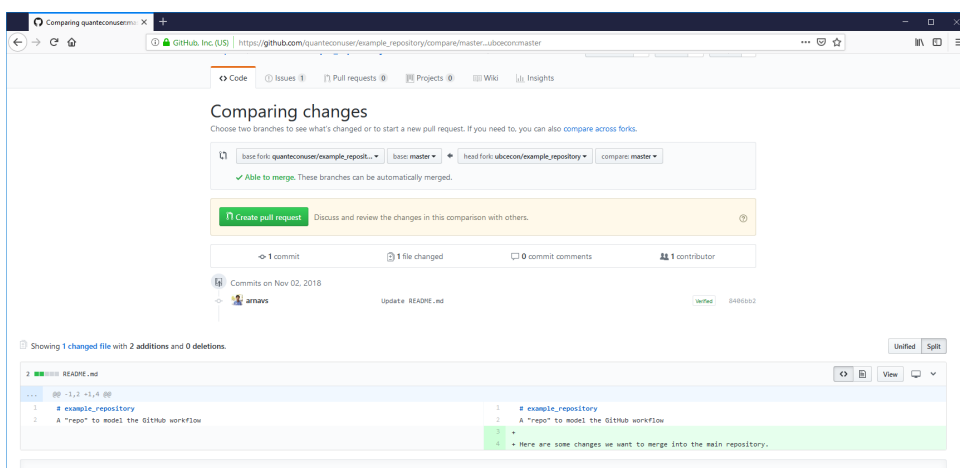 Comparing quanteconuser:ma
GitHub, Inc. (US) https://github.com/quanteconuser/example_repository/compare/master...ubcecon:master
Code Issues 1 Pull requests 0 Projects 0 Wiki Insights
Comparing changes
Choose two branches to see what's changed or to start a new pull request. If you need to, you can also compare across forks.
base fork: quanteconuser/example_reposit... base: master head fork: ubcecon/example_repository compare: master
✓ Able to merge. These branches can be automatically merged.
Create pull request Discuss and review the changes in this comparison with others.
1 commit 1 file changed 0 commit comments 1 contributor
Commits on Nov 02, 2018
arnavs Update README.md Verified 8406bb2
Showing 1 changed file with 2 additions and 0 deletions. Unified Split
2 README.md View
... @@ -1,2 +1,4 @@
1 # example_repository 1 # example_repository
2 A "repo" to model the GitHub workflow 2 A "repo" to model the GitHub workflow
3 +
4 + Here are some changes we want to merge into the main repository.